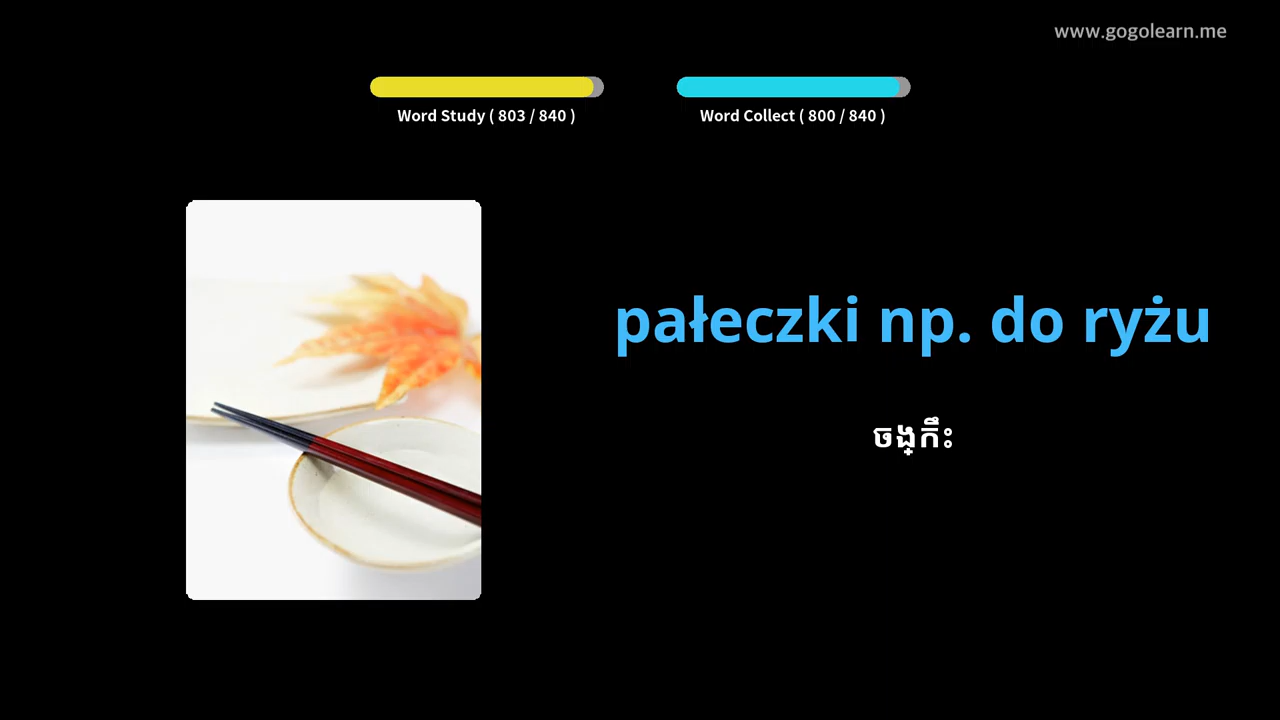 www.gogolearn.me
Word Study ( 803 / 840 )
Word Collect ( 800 / 840 )
pałeczki np. do ryżu
ចង្កឹះ